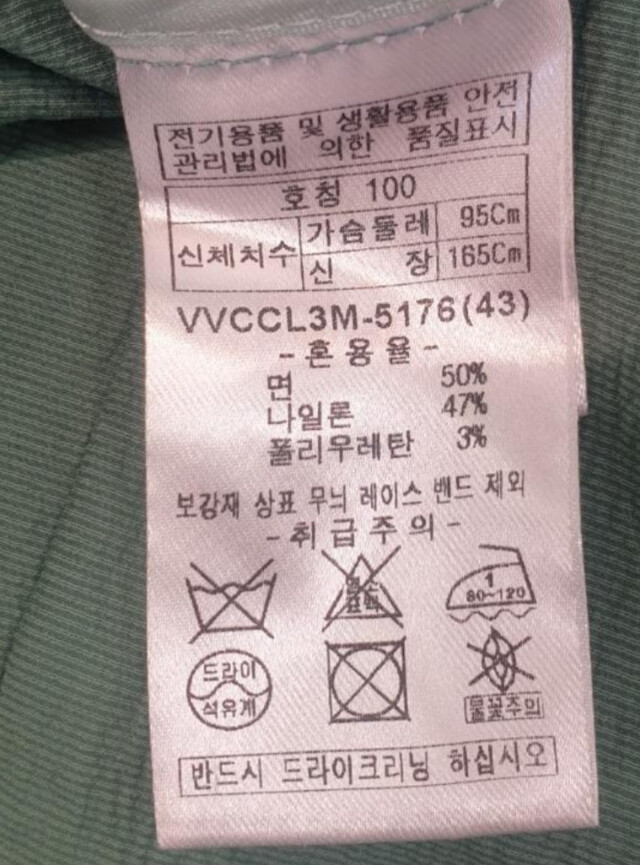 전기용품 및 생활용품 안전
관리법에 의한 품질표시
호칭 100
신체치수
가슴둘레 95Cm
신 장 165Cm
VVCCL3M-5176(43)
- 혼 용 율 -
면 50%
나일론 47%
폴리우레탄 3%
보강재 상표 무늬 레이스 밴드 제외
- 취 급 주 의 -
염소
표백
1
80~120
드라이
석유계
불꽃주의
반드시 드라이크리닝 하십시오